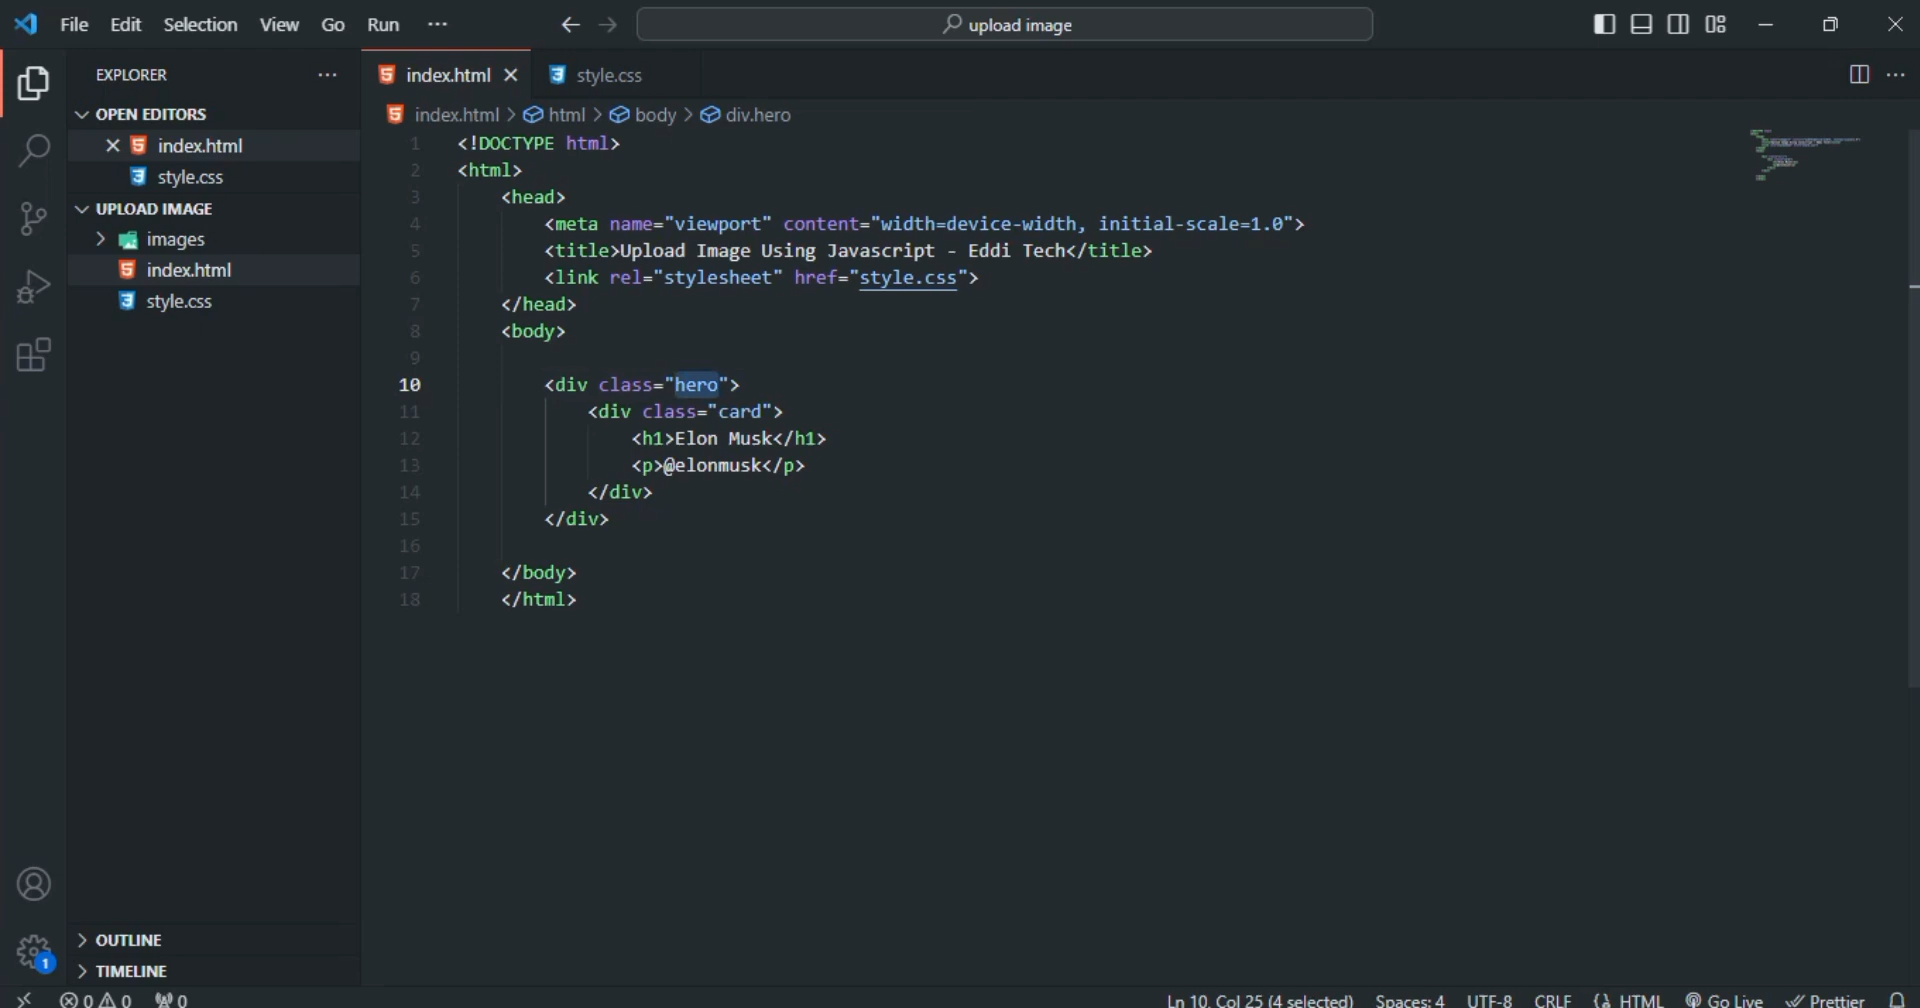 File Edit Selection View Go Run ···
upload image
EXPLORER ···
OPEN EDITORS
index.html
style.css
UPLOAD IMAGE
images
index.html
style.css
OUTLINE
TIMELINE
1
index.html
style.css
index.html > html > body > div.hero
1 <!DOCTYPE html>
2 <html>
3 <head>
4 <meta name="viewport" content="width=device-width, initial-scale=1.0">
5 <title>Upload Image Using Javascript - Eddi Tech</title>
6 <link rel="stylesheet" href="style.css">
7 </head>
8 <body>
9
10 <div class="hero">
11 <div class="card">
12 <h1>Elon Musk</h1>
13 <p>@elonmusk</p>
14 </div>
15 </div>
16
17 </body>
18 </html>
0 0 0 Ln 10, Col 25 (4 selected) Spaces: 4 UTF-8 CRLF HTML Go Live Prettier